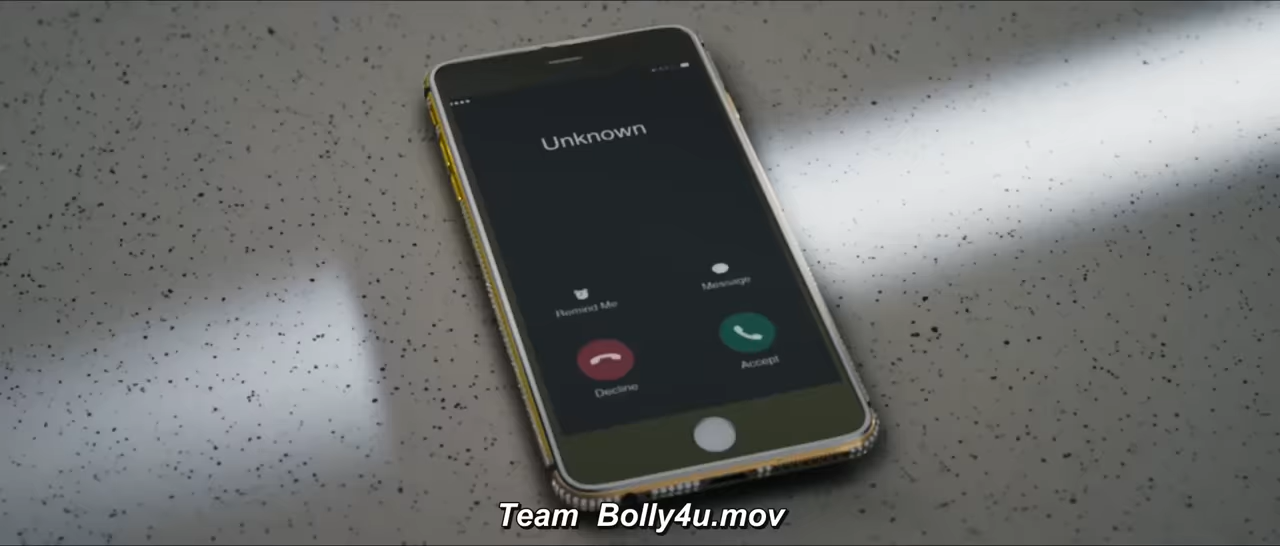 Unknown
Remind Me
Message
Decline
Accept
Team Bolly4u.mov